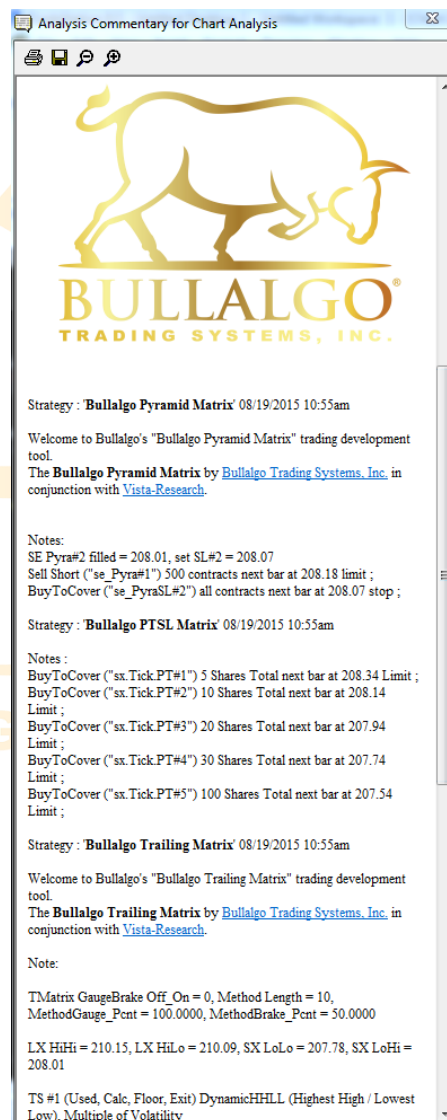 Analysis Commentary for Chart Analysis
BULLALGO®
TRADING SYSTEMS, INC.
Strategy : 'Bullalgo Pyramid Matrix' 08/19/2015 10:55am
Welcome to Bullalgo's "Bullalgo Pyramid Matrix" trading development
tool.
The Bullalgo Pyramid Matrix by Bullalgo Trading Systems, Inc. in
conjunction with Vista-Research.
Notes:
SE Pyra#2 filled = 208.01, set SL#2 = 208.07
Sell Short ("se_Pyra#1") 500 contracts next bar at 208.18 limit ;
BuyToCover ("se_PyraSL#2") all contracts next bar at 208.07 stop ;
Strategy : 'Bullalgo PTSL Matrix' 08/19/2015 10:55am
Notes :
BuyToCover ("sx.Tick.PT#1") 5 Shares Total next bar at 208.34 Limit ;
BuyToCover ("sx.Tick.PT#2") 10 Shares Total next bar at 208.14
Limit ;
BuyToCover ("sx.Tick.PT#3") 20 Shares Total next bar at 207.94
Limit ;
BuyToCover ("sx.Tick.PT#4") 30 Shares Total next bar at 207.74
Limit ;
BuyToCover ("sx.Tick.PT#5") 100 Shares Total next bar at 207.54
Limit ;
Strategy : 'Bullalgo Trailing Matrix' 08/19/2015 10:55am
Welcome to Bullalgo's "Bullalgo Trailing Matrix" trading development
tool.
The Bullalgo Trailing Matrix by Bullalgo Trading Systems, Inc. in
conjunction with Vista-Research.
Note:
TMatrix GaugeBrake Off_On = 0, Method Length = 10,
MethodGauge_Pcnt = 100.0000, MethodBrake_Pcnt = 50.0000
LX HiHi = 210.15, LX HiLo = 210.09, SX LoLo = 207.78, SX LoHi =
208.01
TS #1 (Used, Calc, Floor, Exit) DynamicHHLL (Highest High / Lowest
Low), Multiple of Volatility